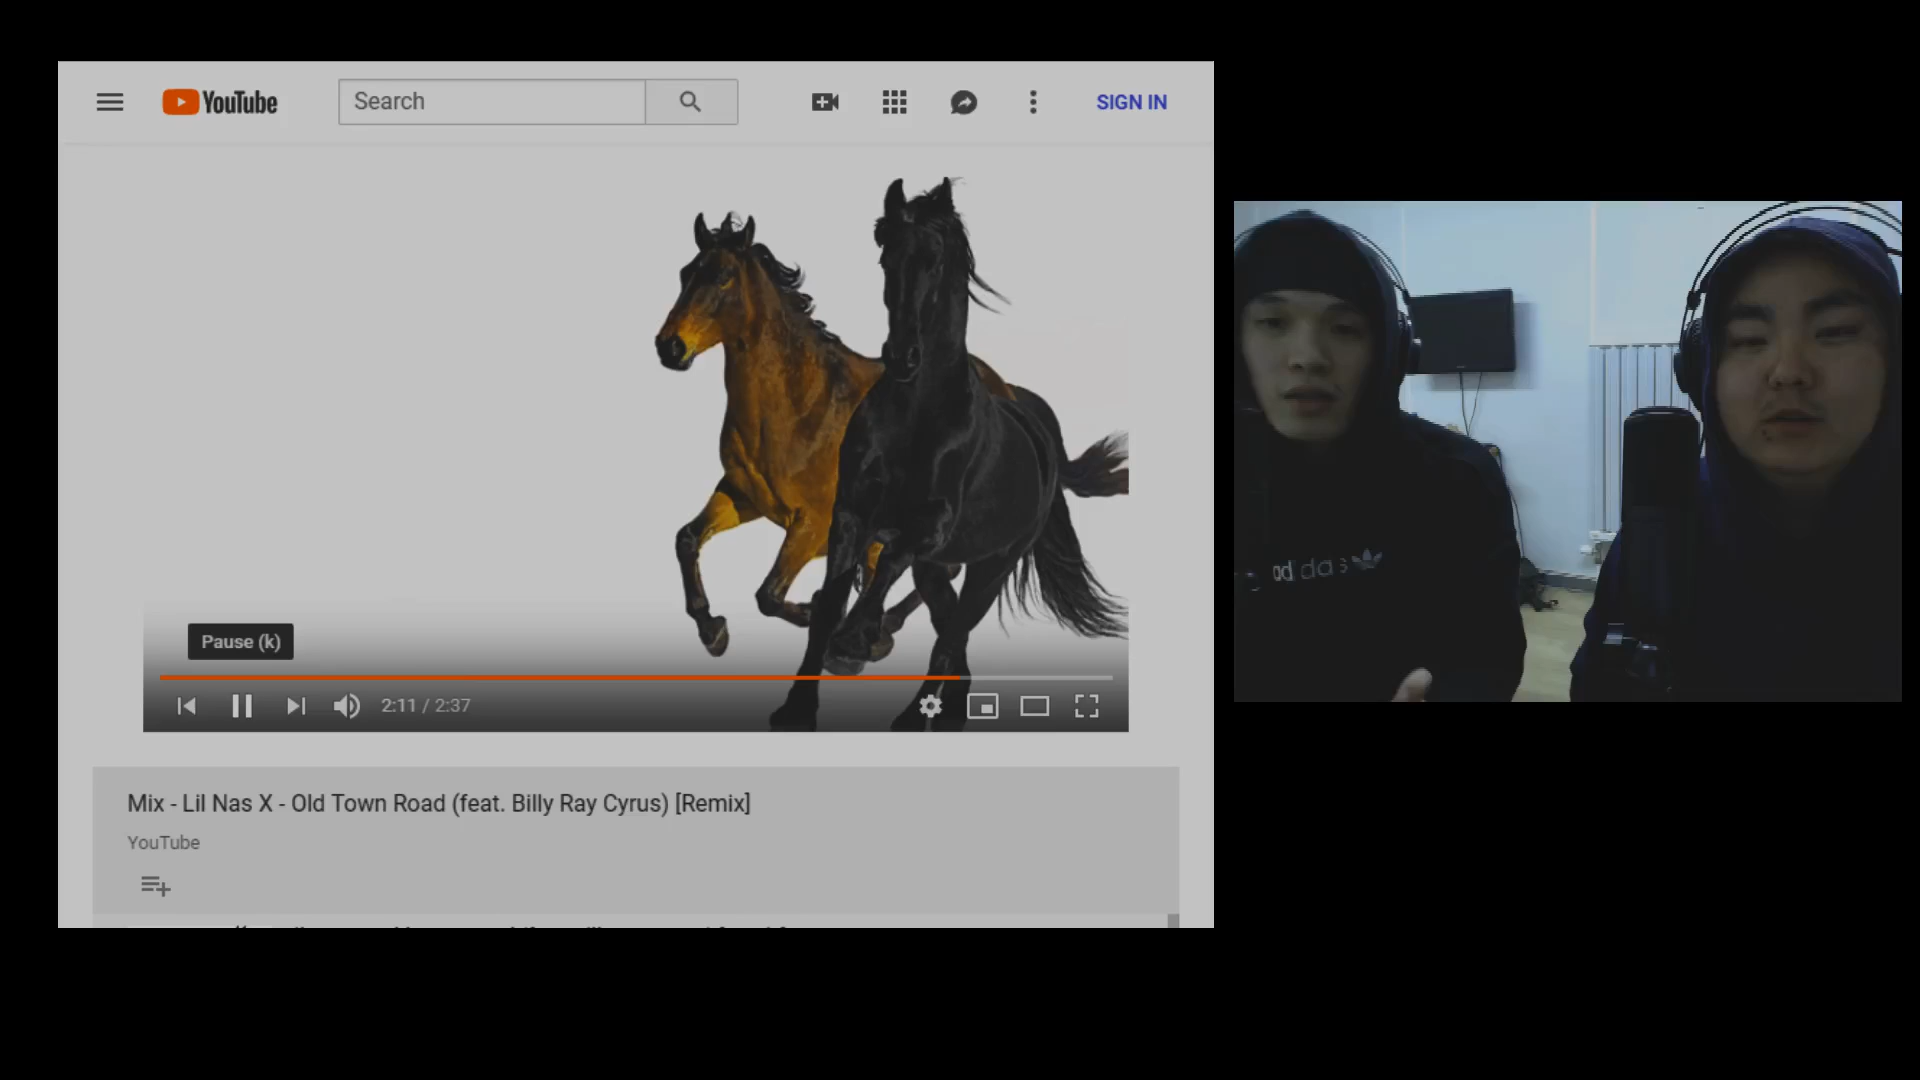 YouTube
Search
SIGN IN
Pause (k)
2:11 / 2:37
Mix - Lil Nas X - Old Town Road (feat. Billy Ray Cyrus) [Remix]
YouTube
adidas